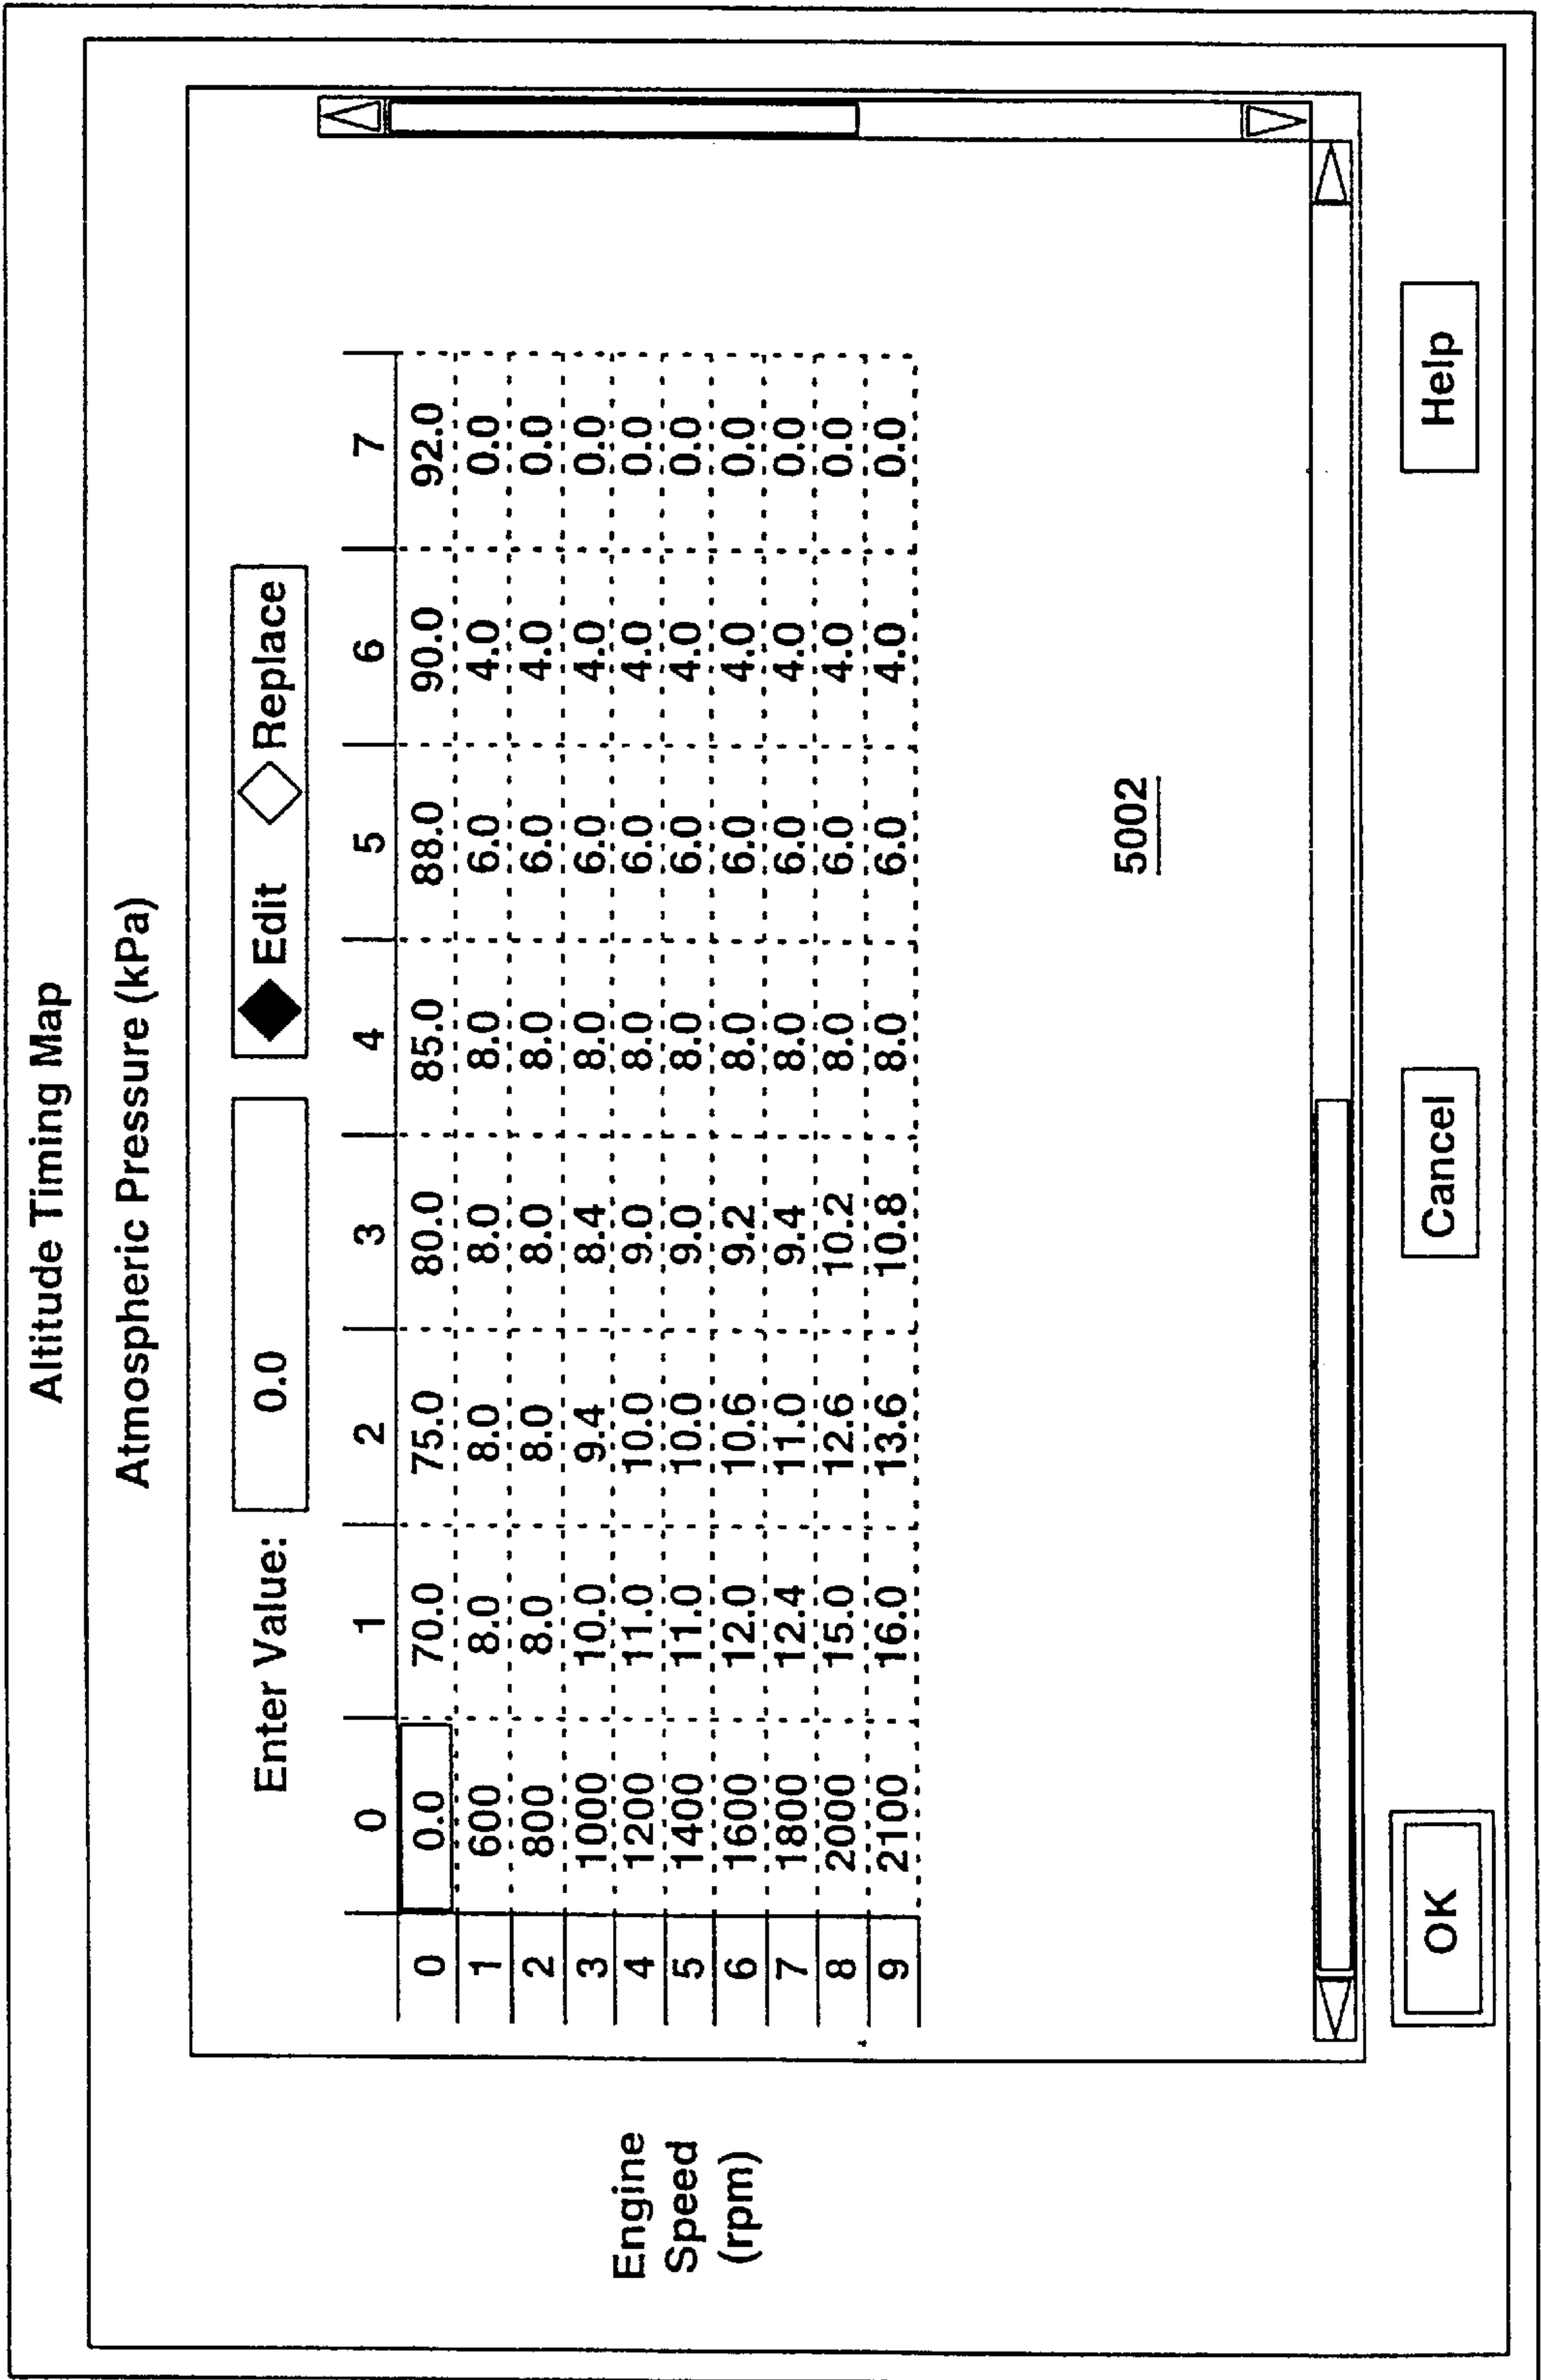 Altitude Timing Map
Atmospheric Pressure (kPa)
Enter Value: 0.0 Edit Replace
0 1 2 3 4 5 6 7
0 0.0 70.0 75.0 80.0 85.0 88.0 90.0 92.0
1 600 8.0 8.0 8.0 8.0 6.0 4.0 0.0
2 800 8.0 8.0 8.0 8.0 6.0 4.0 0.0
3 1000 10.0 9.4 8.4 8.0 6.0 4.0 0.0
4 1200 11.0 10.0 9.0 8.0 6.0 4.0 0.0
5 1400 11.0 10.0 9.0 8.0 6.0 4.0 0.0
6 1600 12.0 10.6 9.2 8.0 6.0 4.0 0.0
7 1800 12.4 11.0 9.4 8.0 6.0 4.0 0.0
8 2000 15.0 12.6 10.2 8.0 6.0 4.0 0.0
9 2100 16.0 13.6 10.8 8.0 6.0 4.0 0.0
Engine
Speed
(rpm)
5002
OK Cancel Help